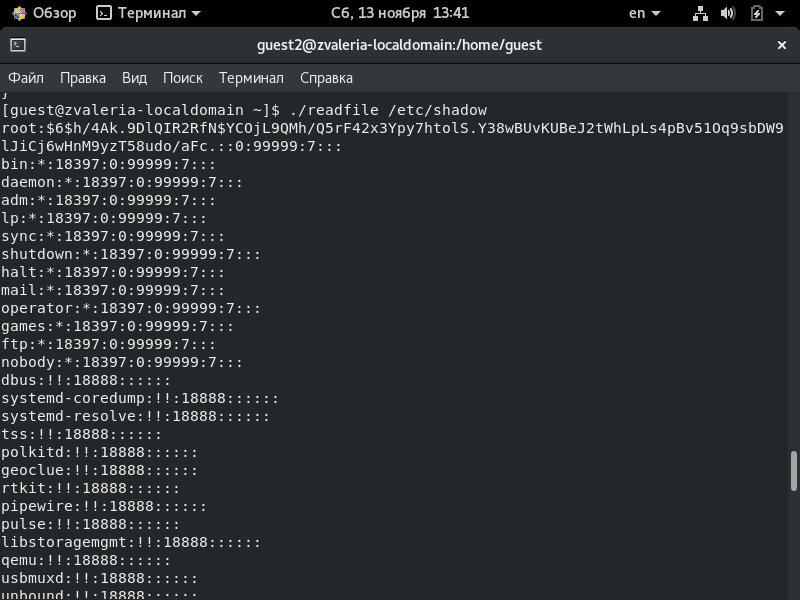 Обзор Терминал Сб, 13 ноября 13:41 en
guest2@zvaleria-localdomain:/home/guest
Файл Правка Вид Поиск Терминал Справка
}
[guest@zvaleria-localdomain ~]$ ./readfile /etc/shadow
root:$6$h/4Ak.9DlQIR2RfN$YCOjL9QMh/Q5rF42x3Ypy7htolS.Y38wBUvKUBeJ2tWhLpLs4pBv51Oq9sbDW9
lJiCj6wHnM9yzT58udo/aFc.::0:99999:7:::
bin:*:18397:0:99999:7:::
daemon:*:18397:0:99999:7:::
adm:*:18397:0:99999:7:::
lp:*:18397:0:99999:7:::
sync:*:18397:0:99999:7:::
shutdown:*:18397:0:99999:7:::
halt:*:18397:0:99999:7:::
mail:*:18397:0:99999:7:::
operator:*:18397:0:99999:7:::
games:*:18397:0:99999:7:::
ftp:*:18397:0:99999:7:::
nobody:*:18397:0:99999:7:::
dbus:!!:18888::::::
systemd-coredump:!!:18888::::::
systemd-resolve:!!:18888::::::
tss:!!:18888::::::
polkitd:!!:18888::::::
geoclue:!!:18888::::::
rtkit:!!:18888::::::
pipewire:!!:18888::::::
pulse:!!:18888::::::
libstoragemgmt:!!:18888::::::
qemu:!!:18888::::::
usbmuxd:!!:18888::::::
unbound:!!:18888::::::